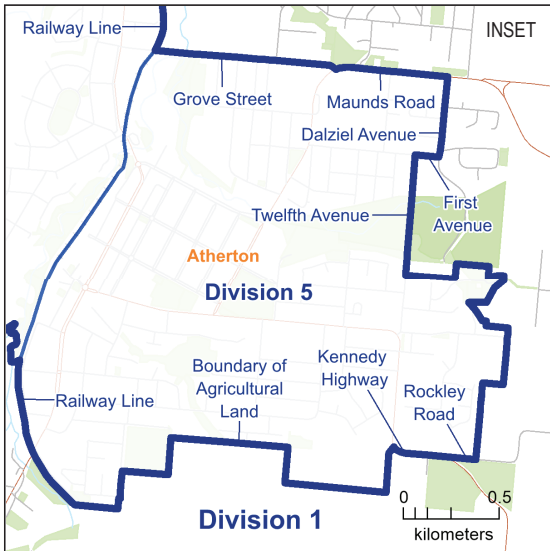 Railway Line
INSET
Grove Street
Maunds Road
Dalziel Avenue
First
Avenue
Twelfth Avenue
Atherton
Division 5
Boundary of
Agricultural
Land
Kennedy
Highway
Rockley
Road
Railway Line
Division 1
0 0.5
kilometers